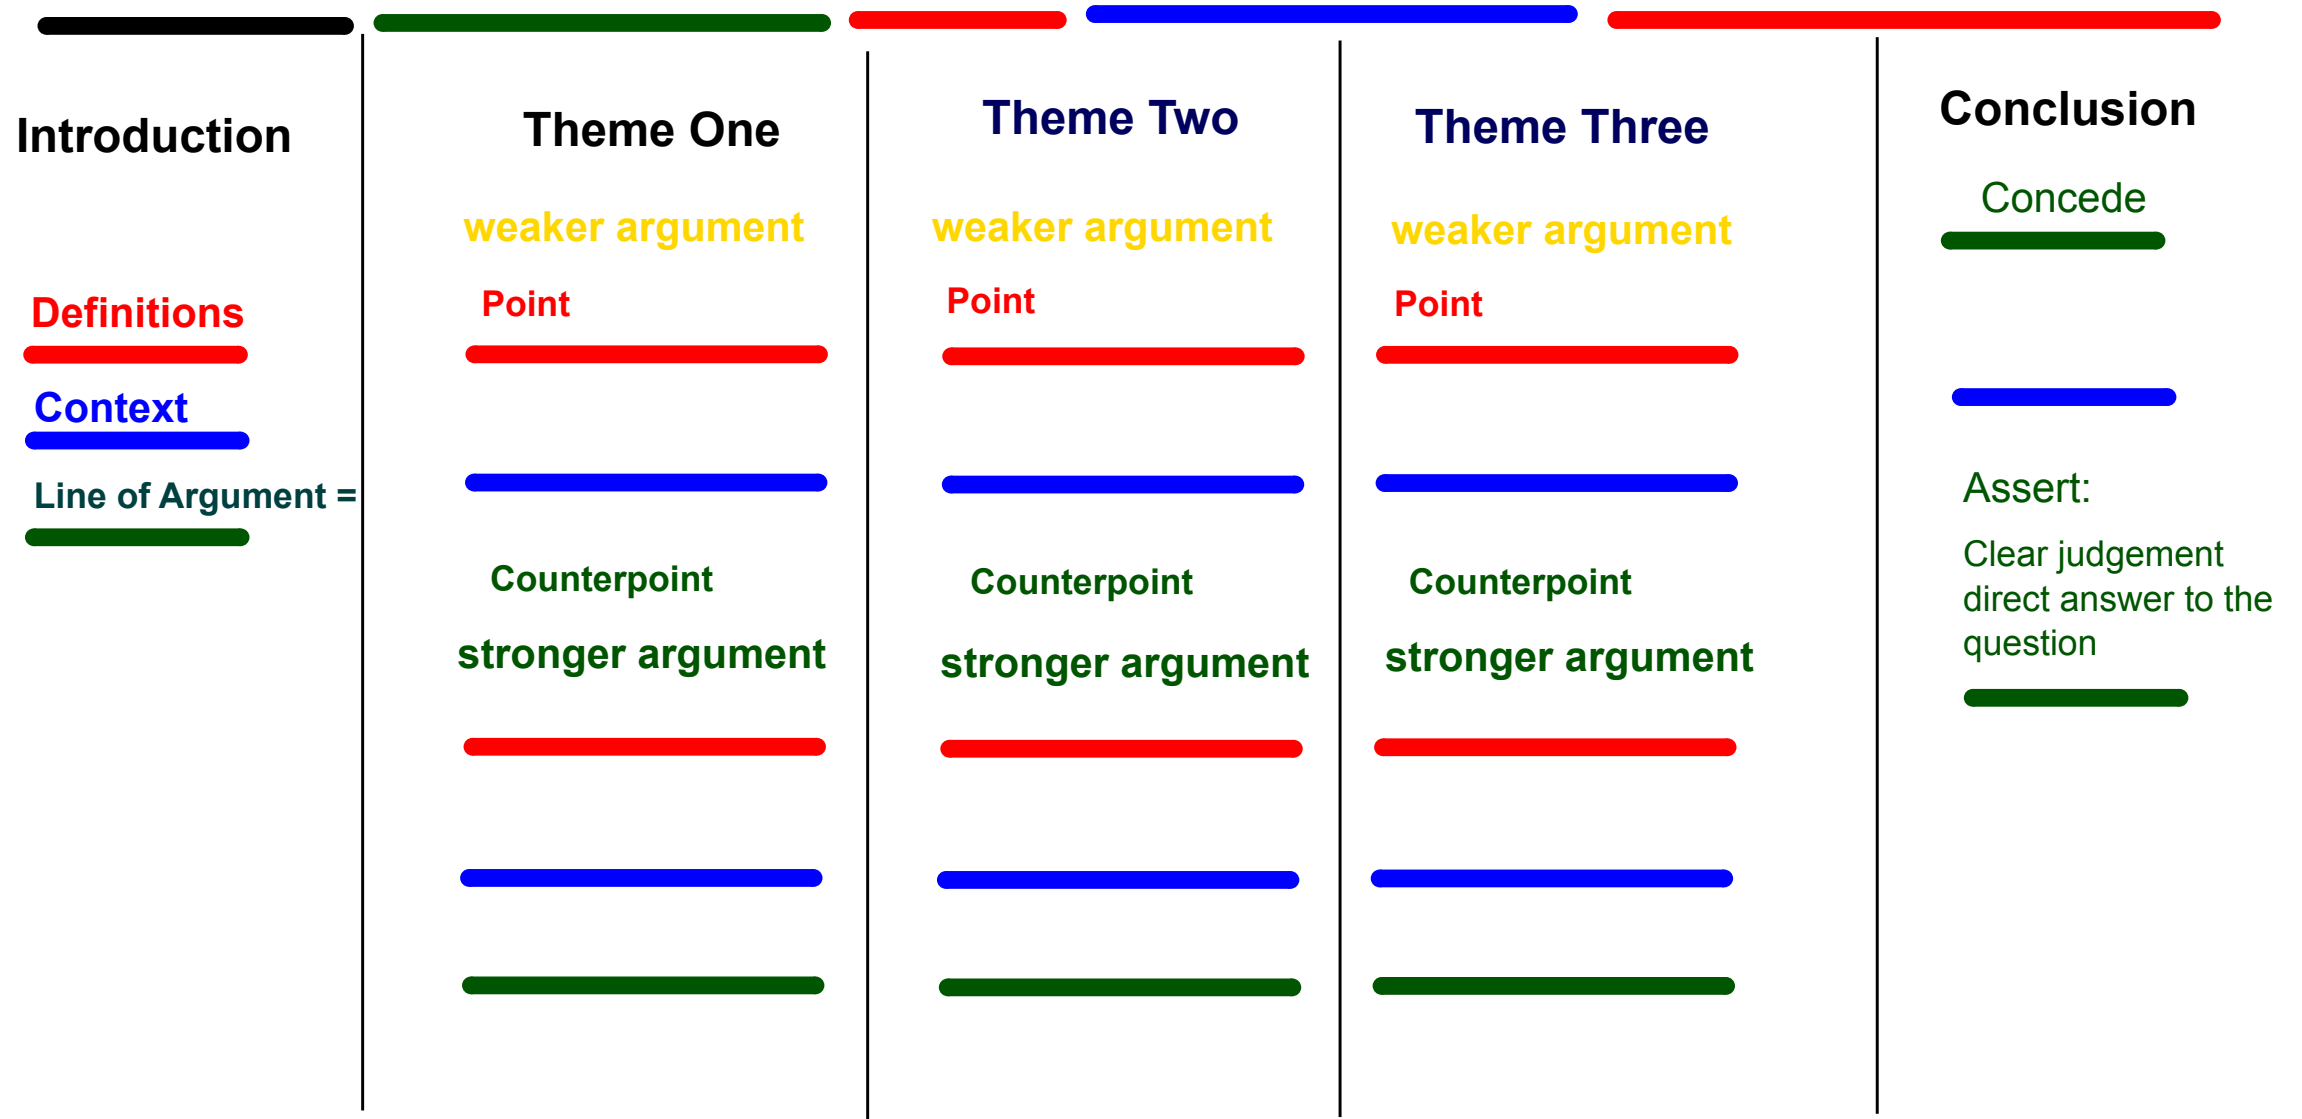 Introduction
Definitions
Context
Line of Argument =
Theme One
weaker argument
Point
Counterpoint
stronger argument
Theme Two
weaker argument
Point
Counterpoint
stronger argument
Theme Three
weaker argument
Point
Counterpoint
stronger argument
Conclusion
Concede
Assert:
Clear judgement
direct answer to the
question